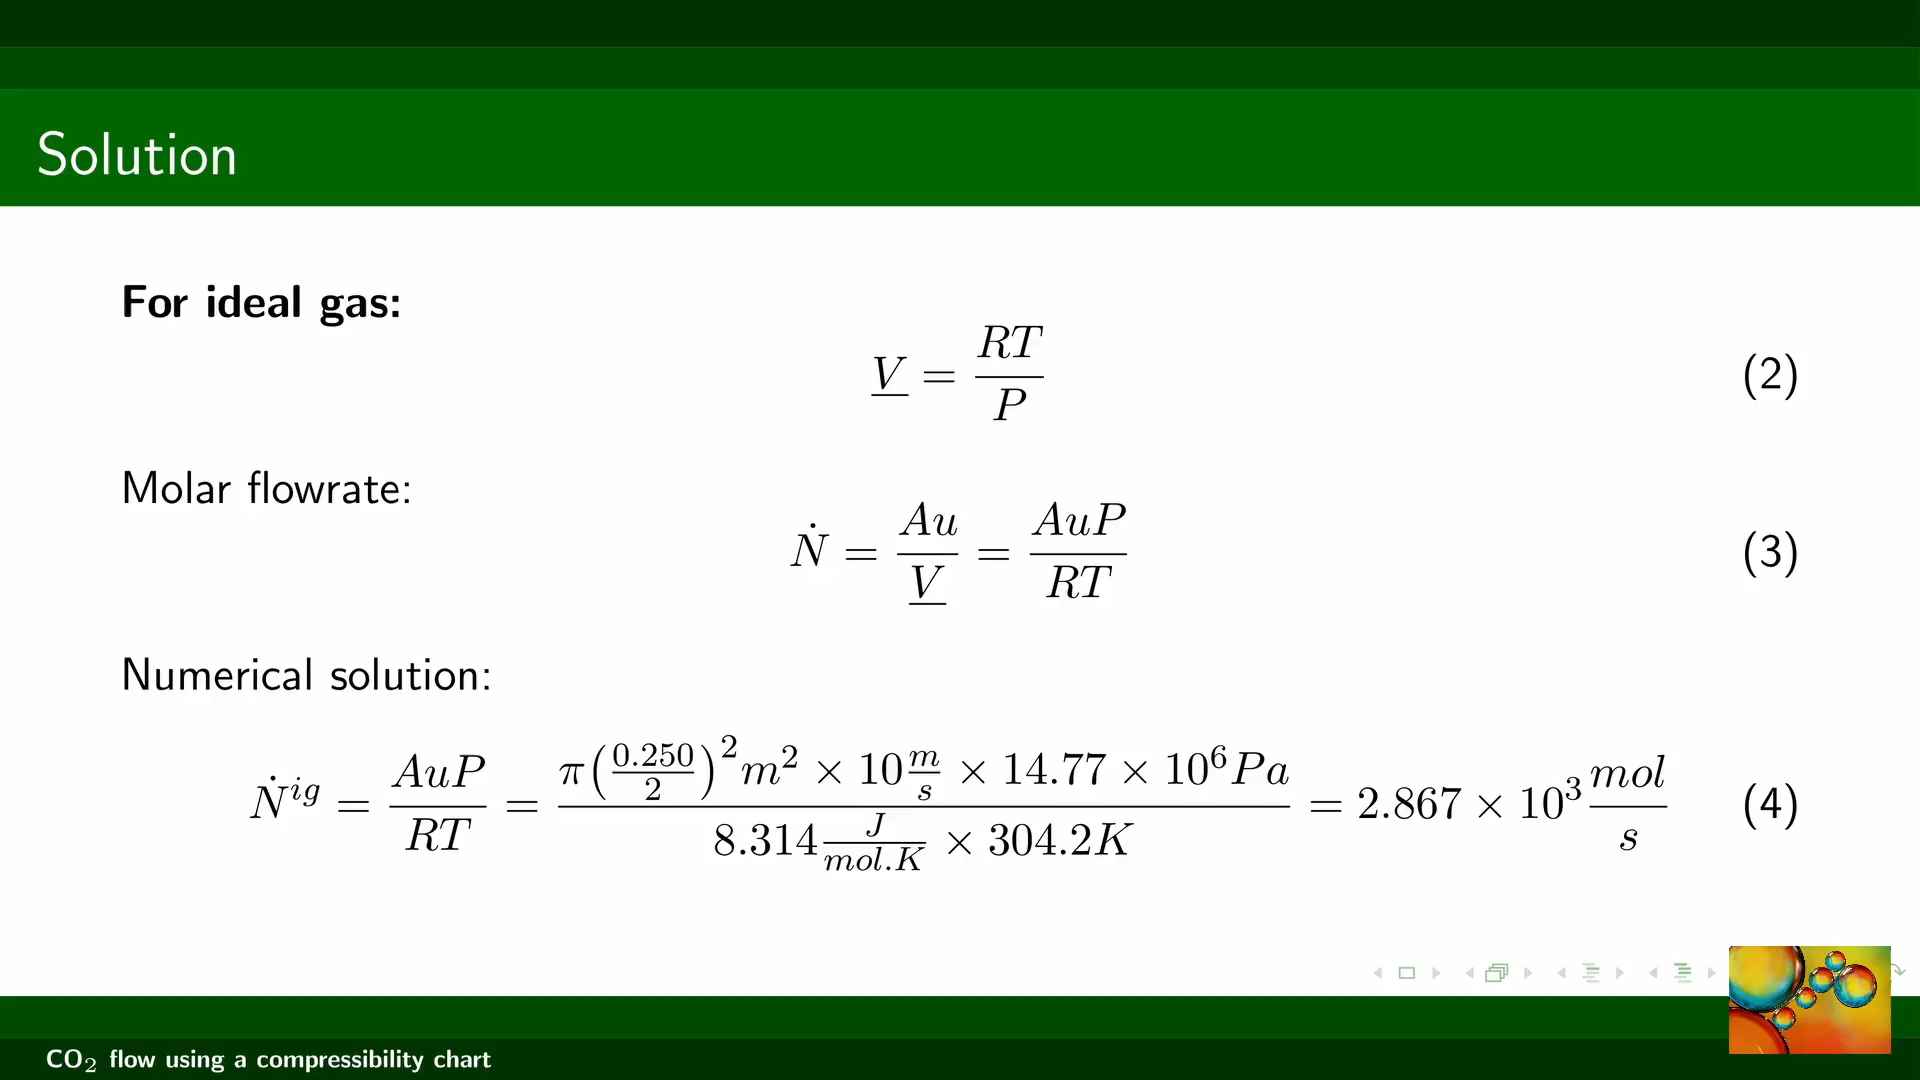 Solution
For ideal gas:
V = RT / P (2)
Molar flowrate:
Ṅ = Au / V = AuP / RT (3)
Numerical solution:
Ṅ^{ig} = AuP / RT = π(0.250 / 2)² m² × 10 m/s × 14.77 × 10⁶ Pa / 8.314 J/mol.K × 304.2K = 2.867 × 10³ mol/s (4)
CO₂ flow using a compressibility chart